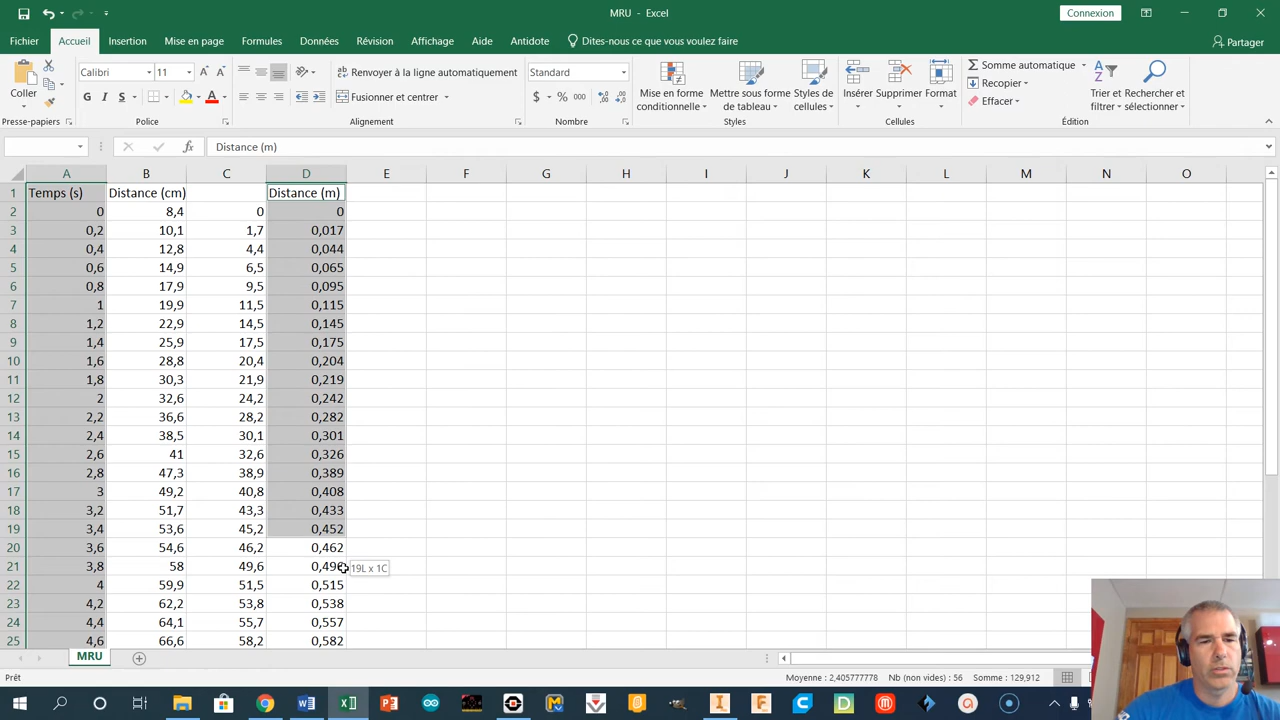 MRU - Excel
Connexion
Fichier Accueil Insertion Mise en page Formules Données Révision Affichage Aide Antidote Dites-nous ce que vous voulez faire Partager
Coller
Calibri 11
Renvoyer à la ligne automatiquement
Standard
Somme automatique
G I S
Fusionner et centrer
$ % 000
Mise en forme conditionnelle
Mettre sous forme de tableau
Styles de cellules
Insérer Supprimer Format
Recopier
Effacer
Trier et filtrer
Rechercher et sélectionner
Presse-papiers Police Alignement Nombre Styles Cellules Édition
fx Distance (m)
A B C D E F G H I J K L M N O
1 Temps (s) Distance (cm) Distance (m)
2 0 8,4 0 0
3 0,2 10,1 1,7 0,017
4 0,4 12,8 4,4 0,044
5 0,6 14,9 6,5 0,065
6 0,8 17,9 9,5 0,095
7 1 19,9 11,5 0,115
8 1,2 22,9 14,5 0,145
9 1,4 25,9 17,5 0,175
10 1,6 28,8 20,4 0,204
11 1,8 30,3 21,9 0,219
12 2 32,6 24,2 0,242
13 2,2 36,6 28,2 0,282
14 2,4 38,5 30,1 0,301
15 2,6 41 32,6 0,326
16 2,8 47,3 38,9 0,389
17 3 49,2 40,8 0,408
18 3,2 51,7 43,3 0,433
19 3,4 53,6 45,2 0,452
20 3,6 54,6 46,2 0,462
21 3,8 58 49,6 0,496 19L x 1C
22 4 59,9 51,5 0,515
23 4,2 62,2 53,8 0,538
24 4,4 64,1 55,7 0,557
25 4,6 66,6 58,2 0,582
MRU
Prêt Moyenne : 2,405777778 Nb (non vides) : 56 Somme : 129,912